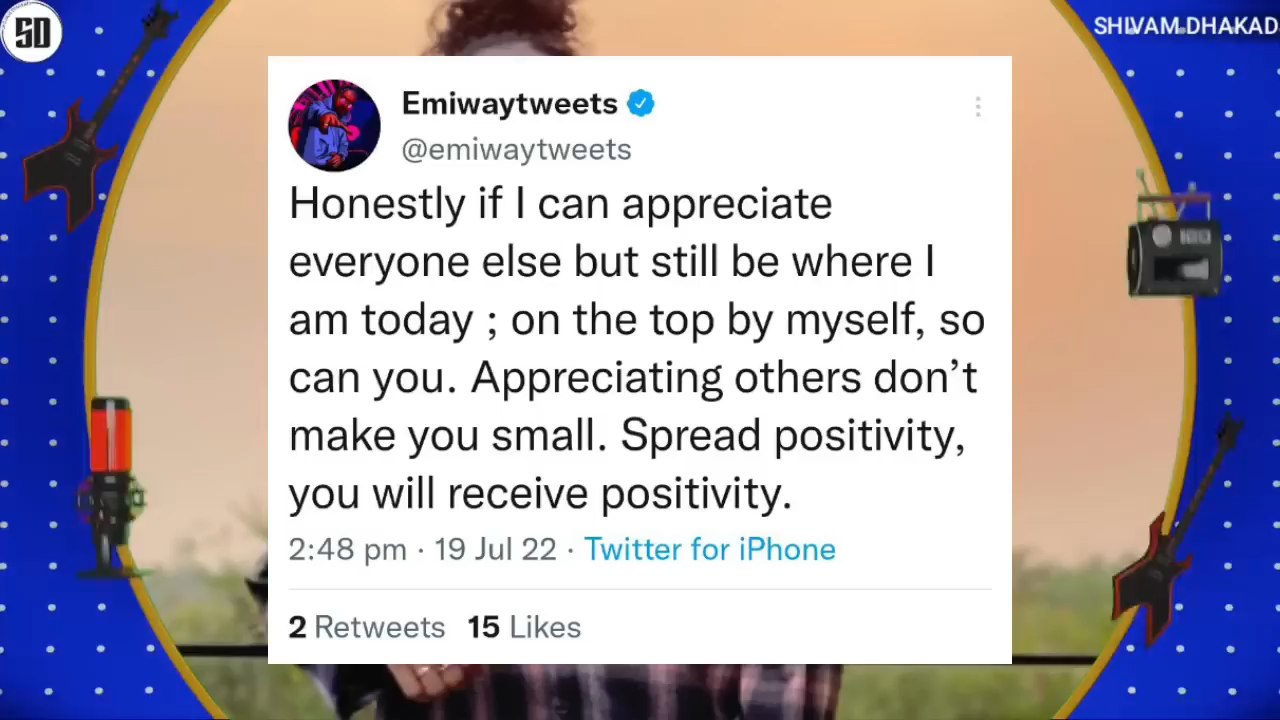 SD
SHIVAM DHAKAD
Emiwaytweets
@emiwaytweets
Honestly if I can appreciate
everyone else but still be where I
am today ; on the top by myself, so
can you. Appreciating others don’t
make you small. Spread positivity,
you will receive positivity.
2:48 pm · 19 Jul 22 · Twitter for iPhone
2 Retweets 15 Likes